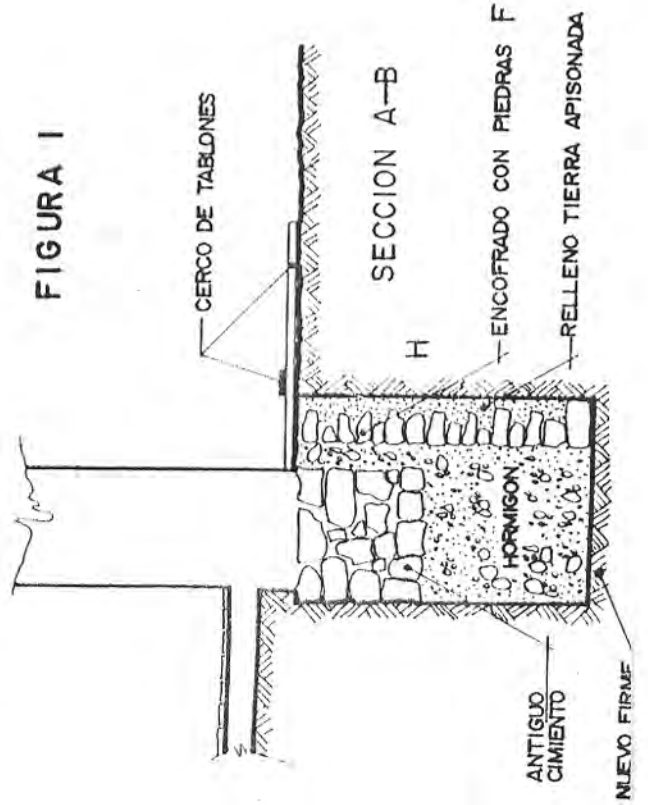 FIGURA I
CERCO DE TABLONES
SECCION A-B
H
ENCOFRADO CON PIEDRAS F
RELLENO TIERRA APISONADA
HORMIGON
ANTIGUO
CIMIENTO
NUEVO FIRME